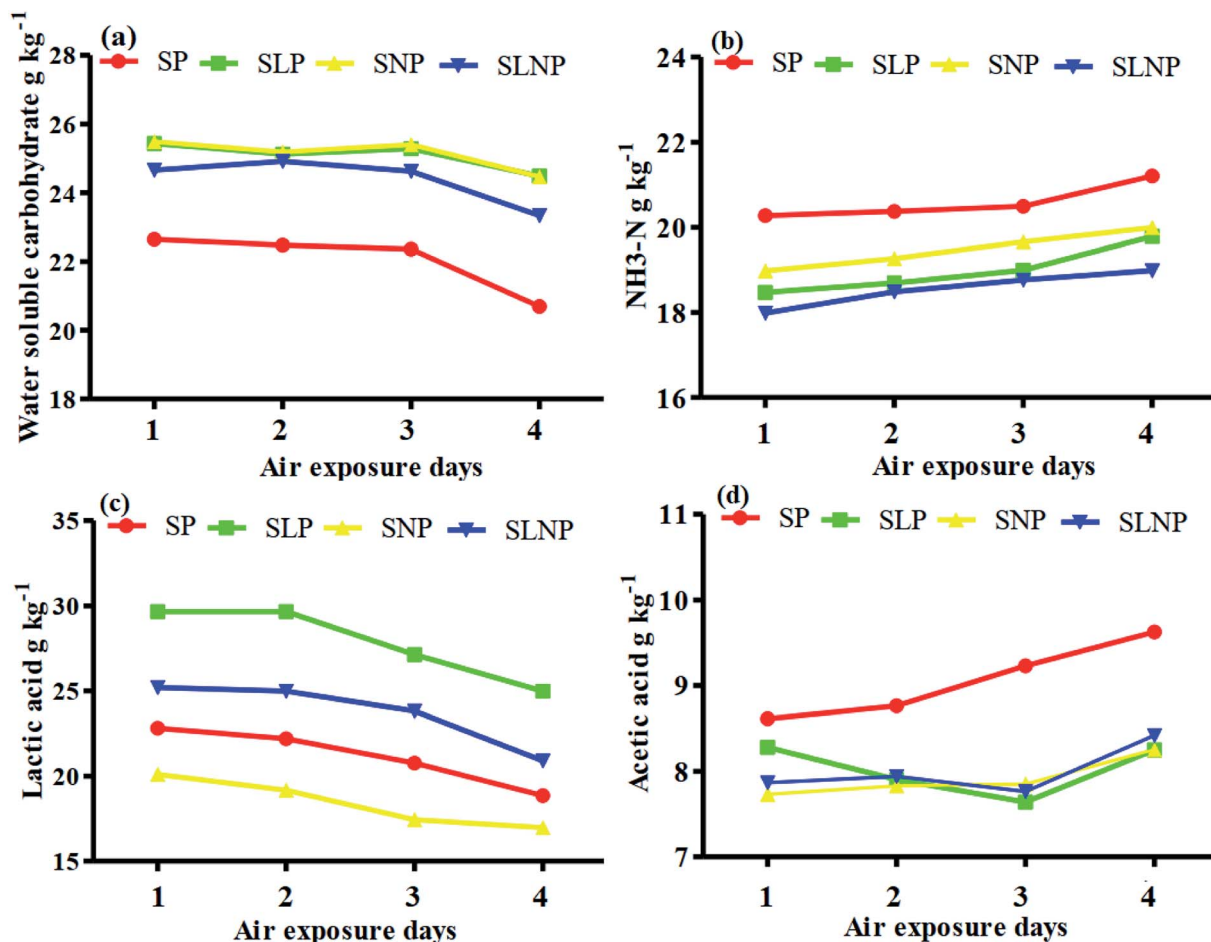 (a)
SP SLP SNP SLNP
Water soluble carbohydrate g kg-1
28
26
24
22
20
18
1 2 3 4
Air exposure days
(b)
SP SLP SNP SLNP
NH3-N g kg-1
24
22
20
18
16
1 2 3 4
Air exposure days
(c)
SP SLP SNP SLNP
Lactic acid g kg-1
35
30
25
20
15
1 2 3 4
Air exposure days
(d)
SP SLP SNP SLNP
Acetic acid g kg-1
11
10
9
8
7
1 2 3 4
Air exposure days